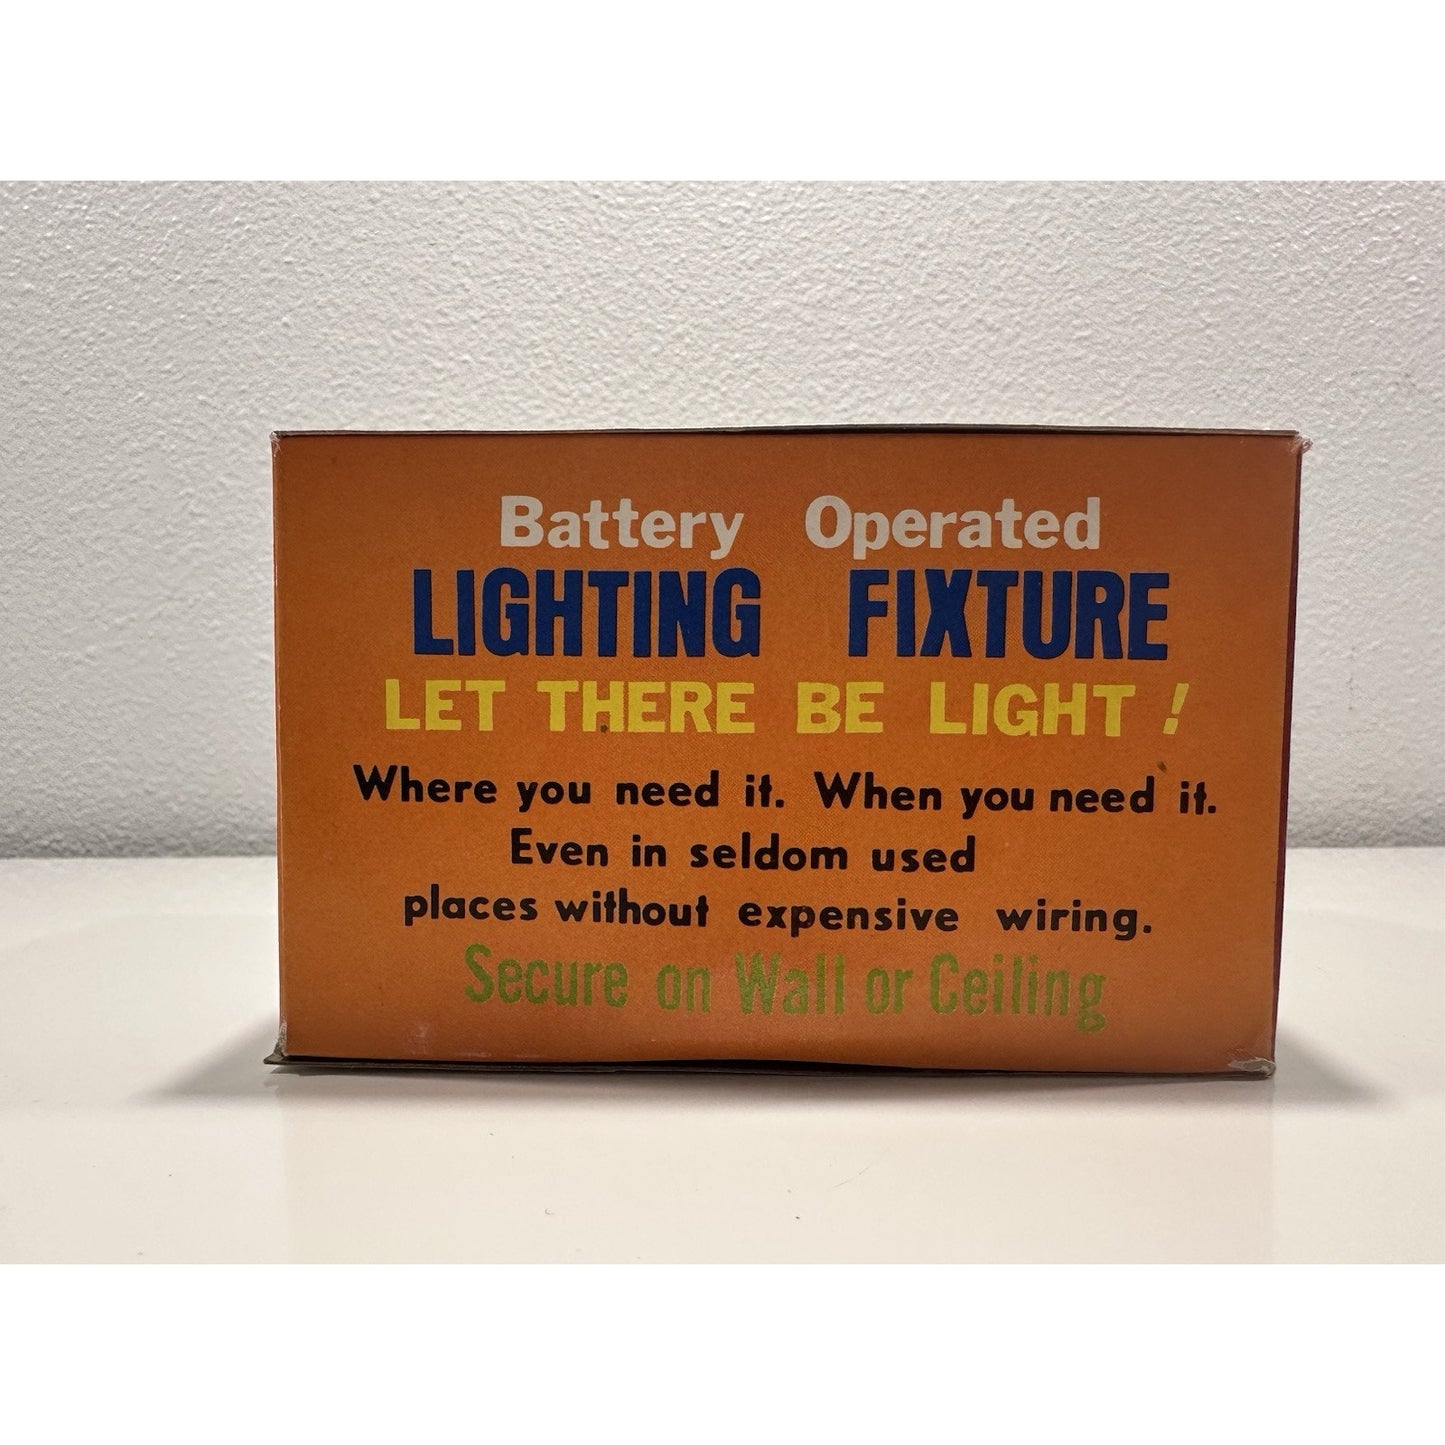 Battery Operated
LIGHTING FIXTURE
LET THERE BE LIGHT !
Where you need it. When you need it.
Even in seldom used
places without expensive wiring.
Secure on Wall or Ceiling